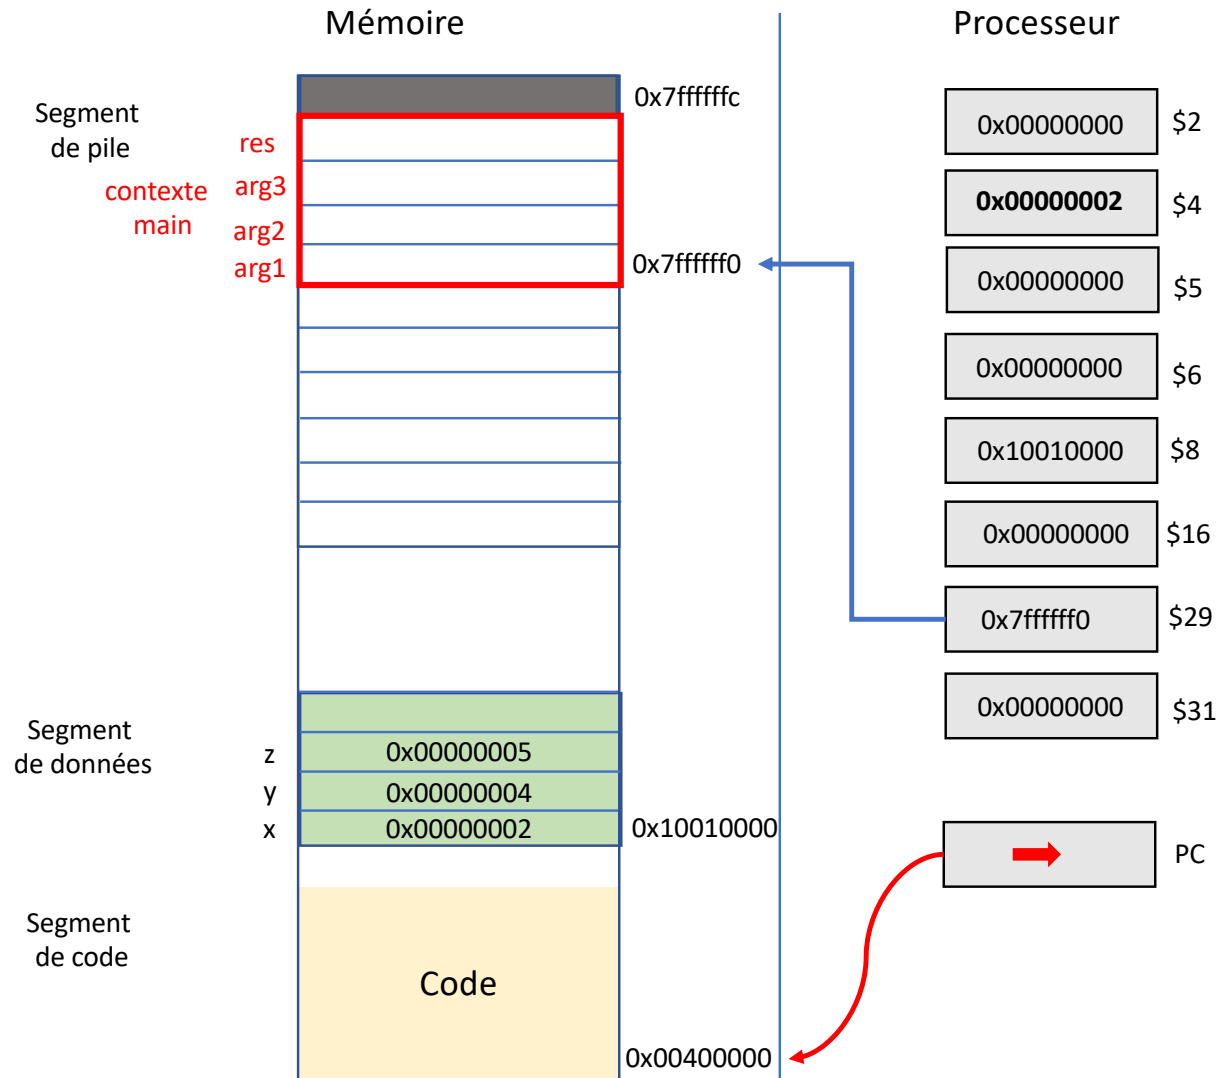 Mémoire
Processeur
0x7ffffffc
Segment
de pile
res
arg3
contexte
main
arg2
arg1
0x7ffffff0
0x00000000 $2
0x00000002 $4
0x00000000 $5
0x00000000 $6
0x10010000 $8
0x00000000 $16
0x7ffffff0 $29
0x00000000 $31
Segment
de données
z 0x00000005
y 0x00000004
x 0x00000002 0x10010000
PC
Segment
de code
Code
0x00400000